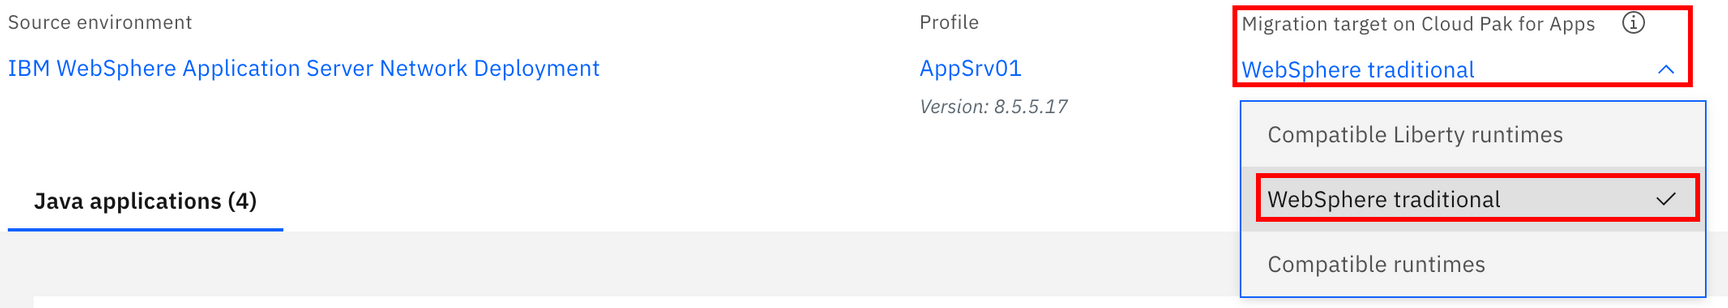 Source environment
IBM WebSphere Application Server Network Deployment
Profile
AppSrv01
Version: 8.5.5.17
Migration target on Cloud Pak for Apps
WebSphere traditional
Compatible Liberty runtimes
WebSphere traditional
Compatible runtimes
Java applications (4)